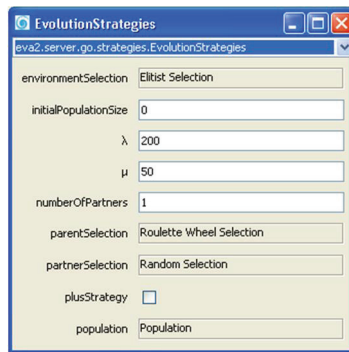 EvolutionStrategies
eva2.server.go.strategies.EvolutionStrategies
environmentSelection Elitist Selection
initialPopulationSize 0
λ 200
μ 50
numberOfPartners 1
parentSelection Roulette Wheel Selection
partnerSelection Random Selection
plusStrategy
population Population